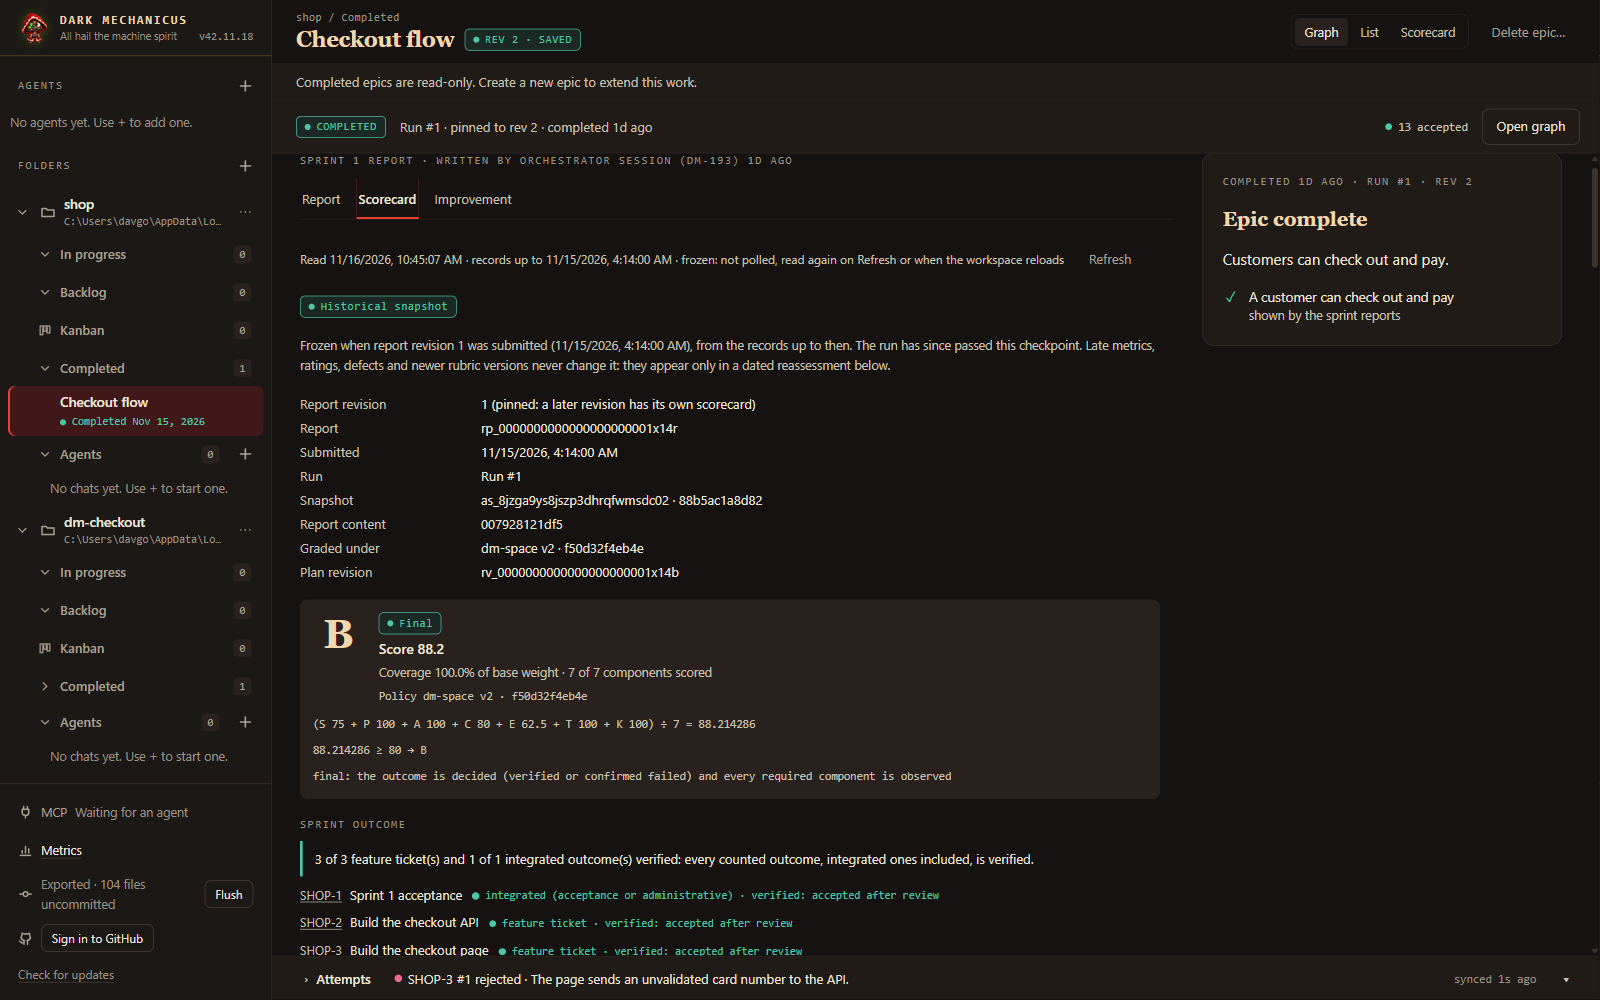 DARK MECHANICUS
All hail the machine spirit v42.11.18
AGENTS
No agents yet. Use + to add one.
FOLDERS
shop
C:\Users\davgo\AppData\Lo…
In progress 0
Backlog 0
Kanban 0
Completed 1
Checkout flow
Completed Nov 15, 2026
Agents 0
No chats yet. Use + to start one.
dm-checkout
C:\Users\davgo\AppData\Lo…
In progress 0
Backlog 0
Kanban 0
Completed 1
Agents 0
No chats yet. Use + to start one.
MCP Waiting for an agent
Metrics
Exported · 104 files
uncommitted
Flush
Sign in to GitHub
Check for updates
shop / Completed
Checkout flow
REV 2 · SAVED
Graph List Scorecard Delete epic…
Completed epics are read-only. Create a new epic to extend this work.
COMPLETED Run #1 · pinned to rev 2 · completed 1d ago
13 accepted Open graph
SPRINT 1 REPORT · WRITTEN BY ORCHESTRATOR SESSION (DM-193) 1D AGO
Report Scorecard Improvement
Read 11/16/2026, 10:45:07 AM · records up to 11/15/2026, 4:14:00 AM · frozen: not polled, read again on Refresh or when the workspace reloads Refresh
Historical snapshot
Frozen when report revision 1 was submitted (11/15/2026, 4:14:00 AM), from the records up to then. The run has since passed this checkpoint. Late metrics,
ratings, defects and newer rubric versions never change it: they appear only in a dated reassessment below.
Report revision 1 (pinned: a later revision has its own scorecard)
Report rp_0000000000000000000001x14r
Submitted 11/15/2026, 4:14:00 AM
Run Run #1
Snapshot as_8jzga9ys8jszp3dhrqfwmsdc02 · 88b5ac1a8d82
Report content 007928121df5
Graded under dm-space v2 · f50d32f4eb4e
Plan revision rv_0000000000000000000001x14b
B
Final
Score 88.2
Coverage 100.0% of base weight · 7 of 7 components scored
Policy dm-space v2 · f50d32f4eb4e
(S 75 + P 100 + A 100 + C 80 + E 62.5 + T 100 + K 100) ÷ 7 = 88.214286
88.214286 ≥ 80 → B
final: the outcome is decided (verified or confirmed failed) and every required component is observed
SPRINT OUTCOME
3 of 3 feature ticket(s) and 1 of 1 integrated outcome(s) verified: every counted outcome, integrated ones included, is verified.
SHOP-1 Sprint 1 acceptance integrated (acceptance or administrative) · verified: accepted after review
SHOP-2 Build the checkout API feature ticket · verified: accepted after review
SHOP-3 Build the checkout page feature ticket · verified: accepted after review
COMPLETED 1D AGO · RUN #1 · REV 2
Epic complete
Customers can check out and pay.
✓ A customer can check out and pay
shown by the sprint reports
› Attempts SHOP-3 #1 rejected · The page sends an unvalidated card number to the API.
synced 1s ago